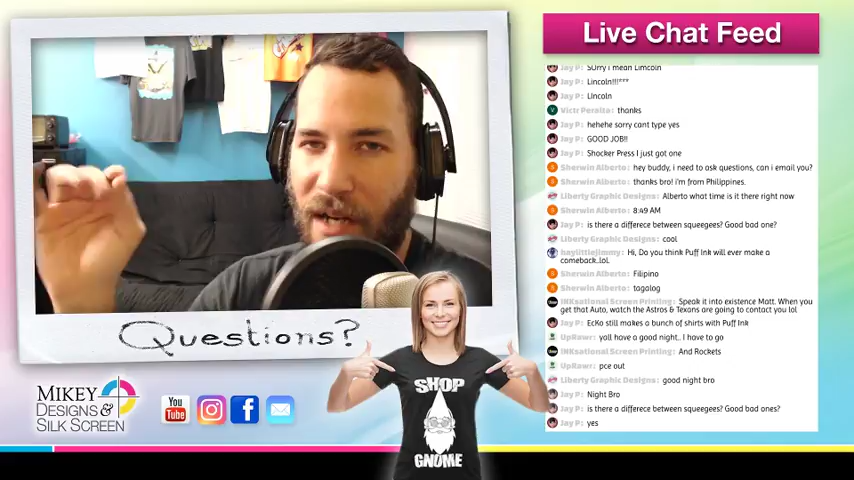 Live Chat Feed
Jay P: SOrry i mean Limcoln
Jay P: Lincoln!!!***
Jay P: LIncoln
Victr Peralta: thanks
Jay P: hehehe sorry cant type yes
Jay P: GOOD JOB!!
Jay P: Shocker Press I just got one
Sherwin Alberto: hey buddy, i need to ask questions, can i email you?
Sherwin Alberto: thanks bro! i'm from Philippines.
Liberty Graphic Designs: Alberto what time is it there right now
Sherwin Alberto: 8:49 AM
Jay P: is there a differece between squeegees? Good bad one?
Liberty Graphic Designs: cool
haylittlejimmy: Hi, Do you think Puff Ink will ever make a
comeback..lol.
Sherwin Alberto: Filipino
Sherwin Alberto: tagalog
INKsational Screen Printing: Speak it into existence Matt. When you
get that Auto, watch the Astros & Texans are going to contact you lol
Jay P: EcKo still makes a bunch of shirts with Puff Ink
UpRawr: yall have a good night.. I have to go
INKsational Screen Printing: And Rockets
UpRawr: pce out
Liberty Graphic Designs: good night bro
Jay P: Night Bro
Jay P: is there a differece between squeegees? Good bad ones?
Jay P: yes
Questions?
MIKEY
DESIGNS &
SILK SCREEN
You
Tube
SHOP
GNOME